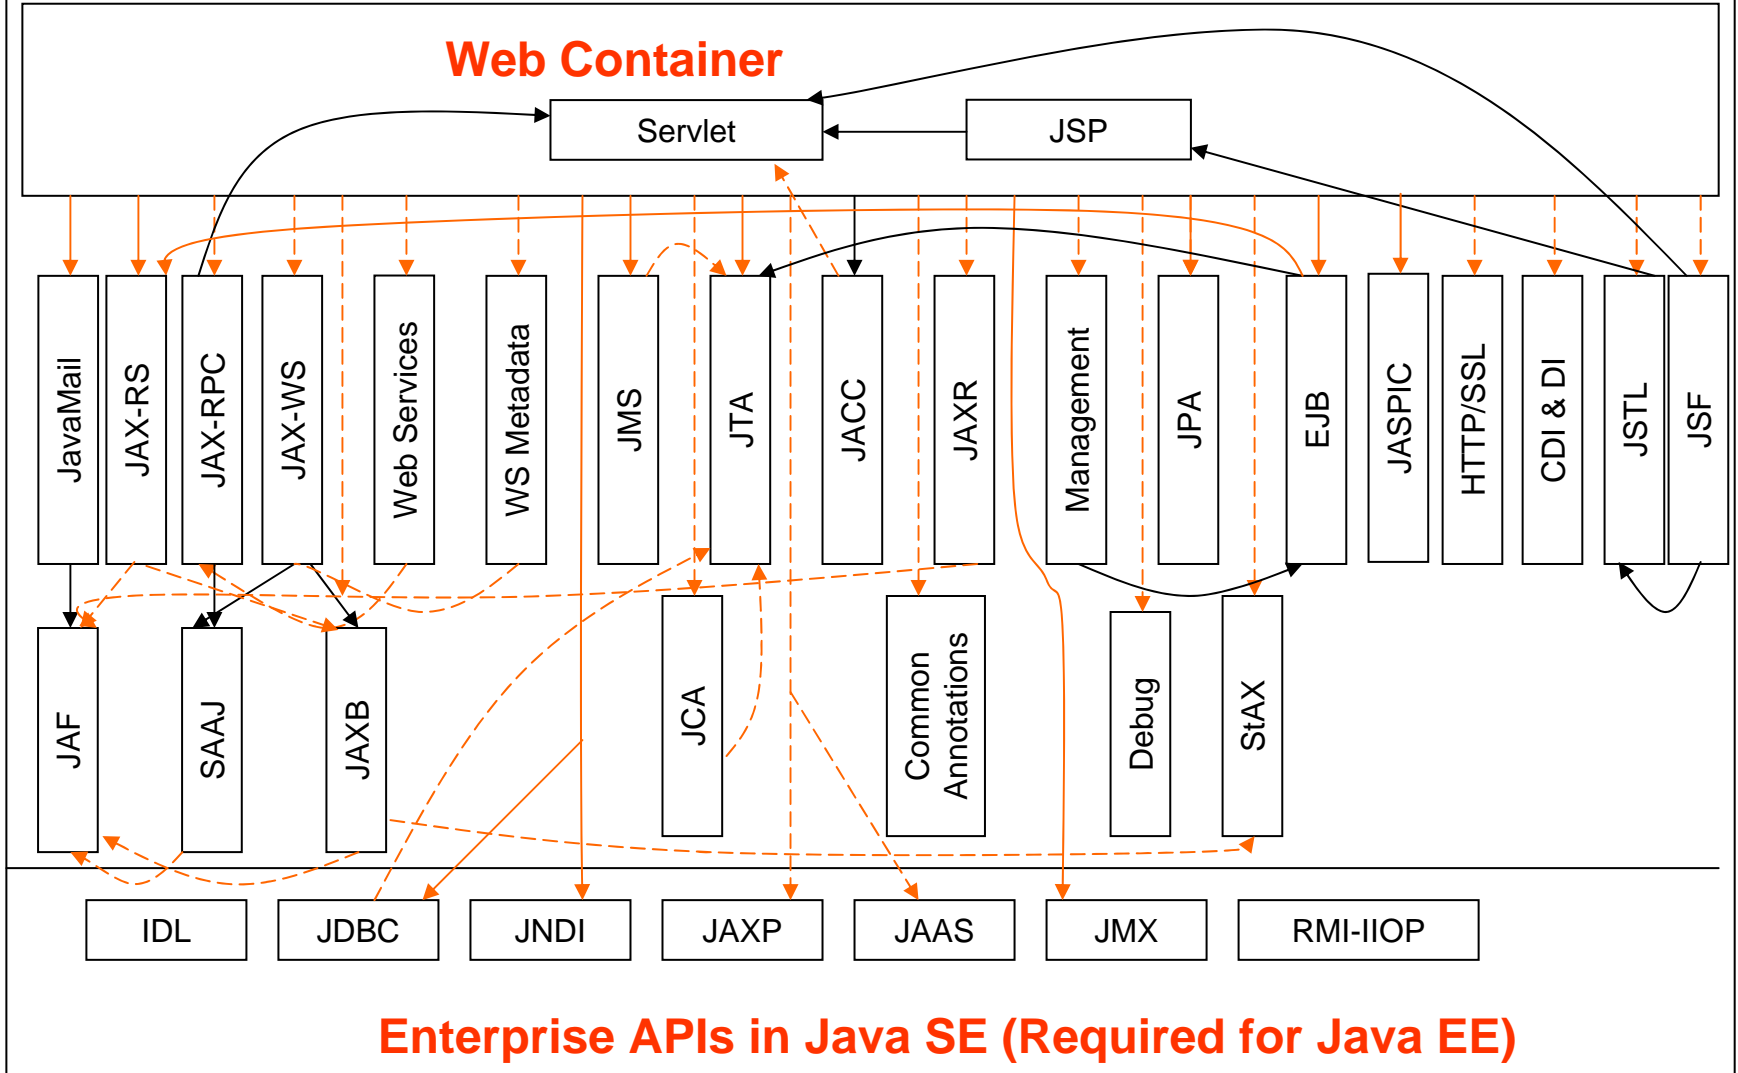 Web Container
Servlet
JSP
JavaMail
JAX-RS
JAX-RPC
JAX-WS
Web Services
WS Metadata
JMS
JTA
JACC
JAXR
Management
JPA
EJB
JASPIC
HTTP/SSL
CDI & DI
JSTL
JSF
JAF
SAAJ
JAXB
JCA
Common
Annotations
Debug
StAX
IDL
JDBC
JNDI
JAXP
JAAS
JMX
RMI-IIOP
Enterprise APIs in Java SE (Required for Java EE)